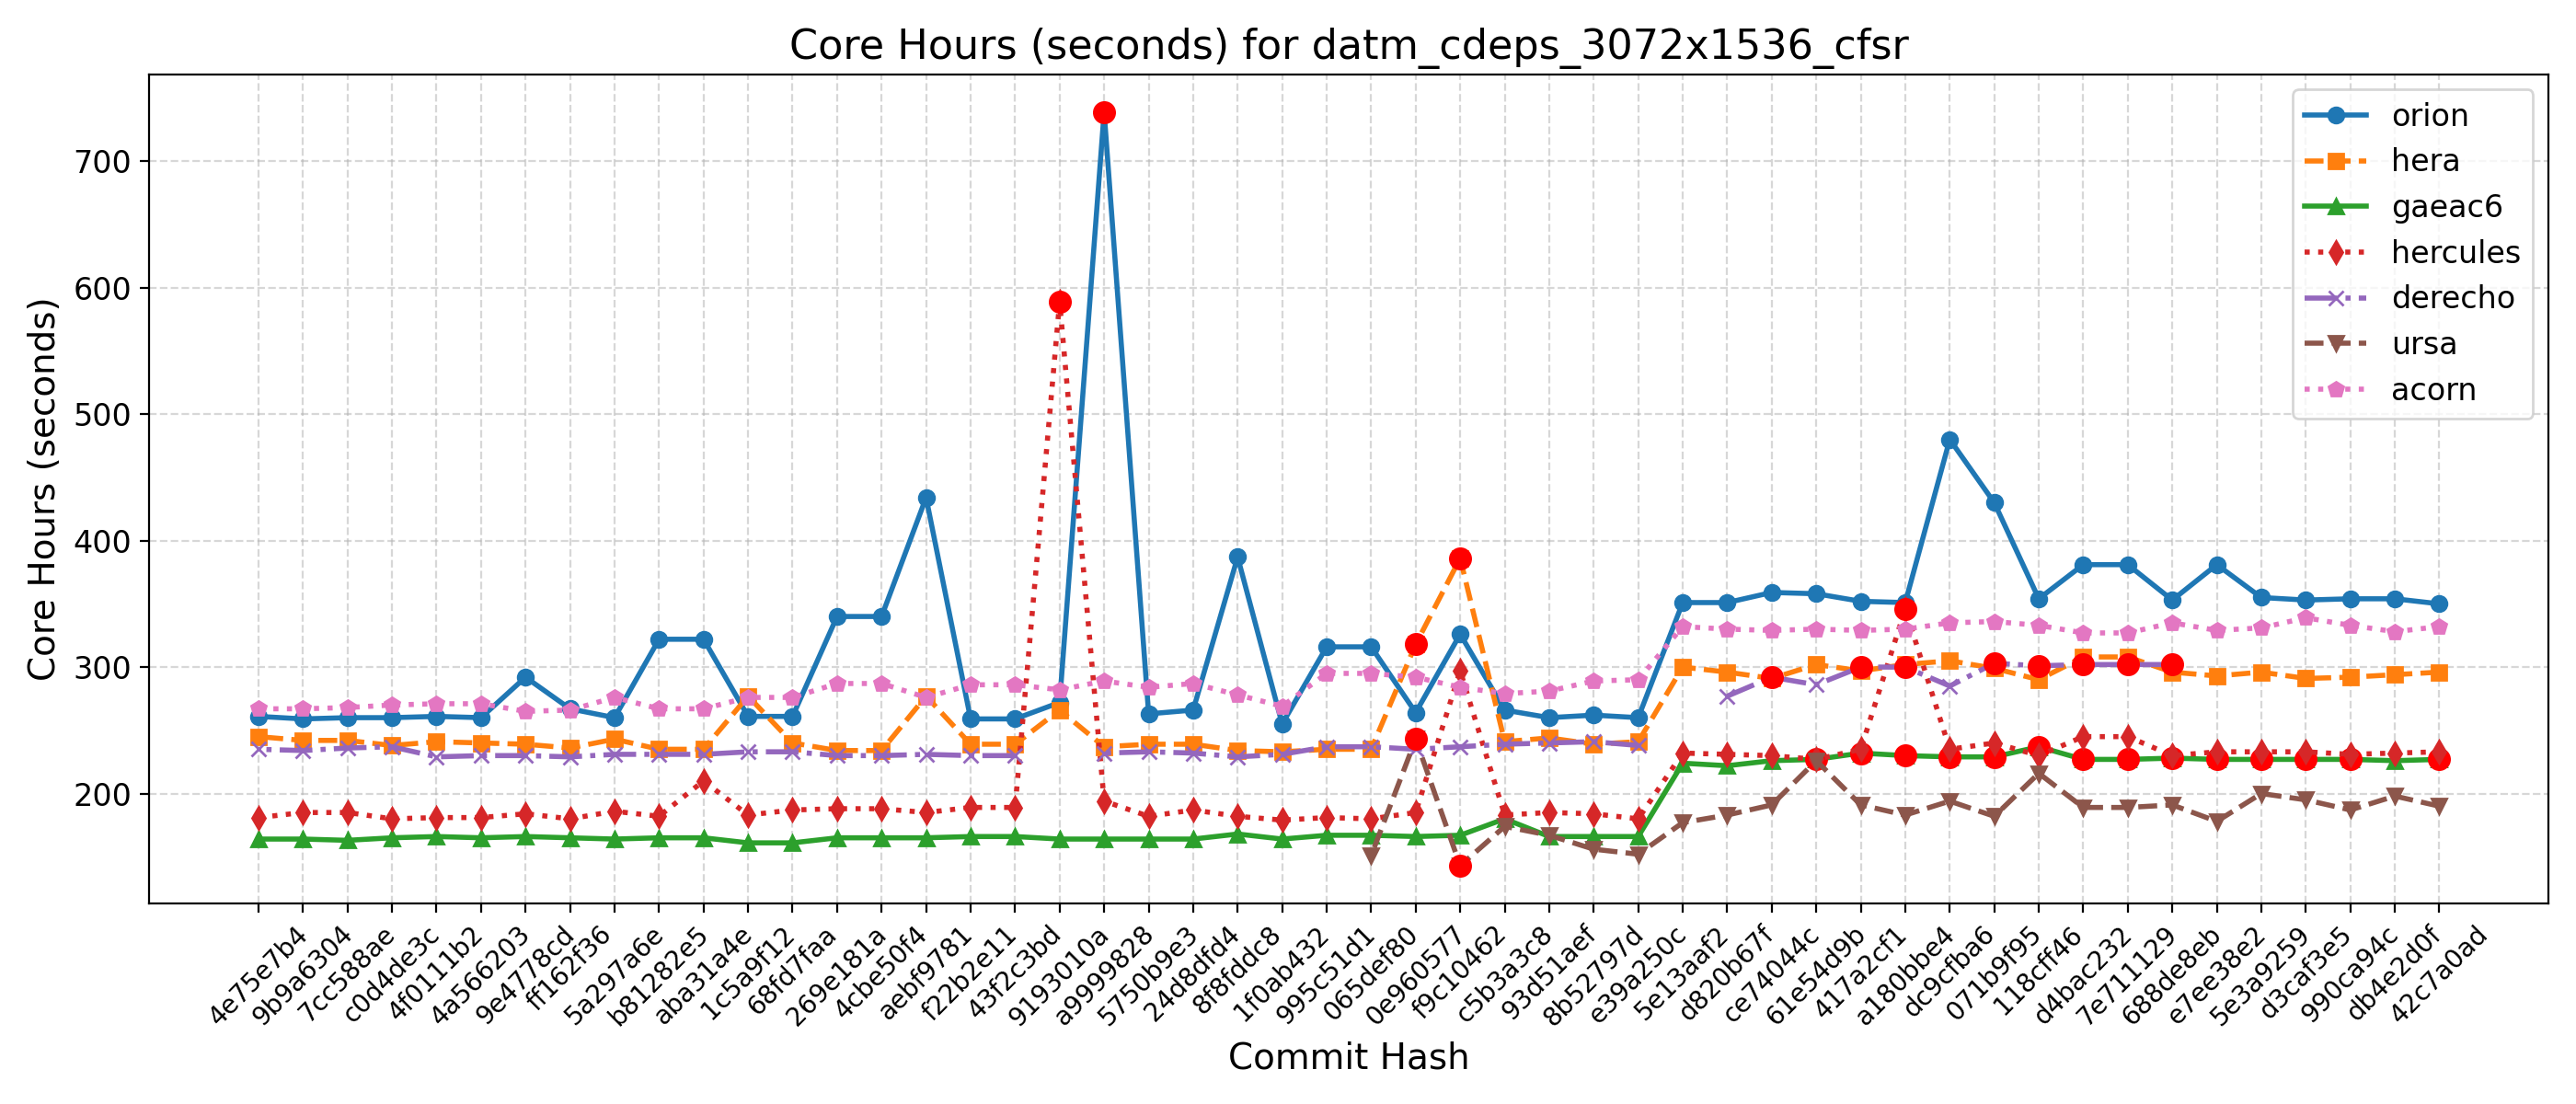 Core Hours (seconds) for datm_cdeps_3072x1536_cfsr
Core Hours (seconds)
700
600
500
400
300
200
orion
hera
gaeac6
hercules
derecho
ursa
acorn
4e75e7b4
9b9a6304
7cc588ae
c0d4de3c
4f0111b2
4a566203
9e4778cd
ff162f36
5a297a6e
b81282e5
aba31a4e
1c5a9f12
68fd7faa
269e181a
4cbe50f4
aebf9781
f22b2e11
43f2c3bd
9193010a
a9999828
5750b9e3
24d8dfd4
8f8fddc8
1f0ab432
995c51d1
065def80
0e960577
f9c10462
c5b3a3c8
93d51aef
8b52797d
e39a250c
5e13aaf2
d820b67f
ce74044c
61e54d9b
417a2cf1
a180bbe4
dc9cfba6
071b9f95
118cff46
d4bac232
7e711129
688de8eb
e7ee38e2
5e3a9259
d3caf3e5
990ca94c
db4e2d0f
42c7a0ad
Commit Hash